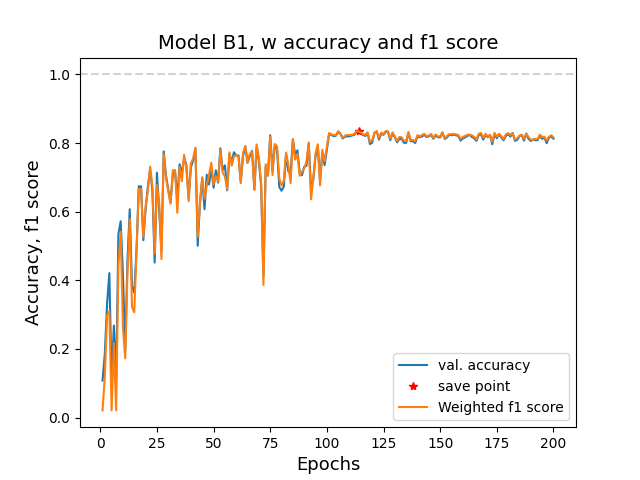 Model B1, w accuracy and f1 score
Accuracy, f1 score
1.0
0.8
0.6
0.4
0.2
0.0
val. accuracy
save point
Weighted f1 score
0 25 50 75 100 125 150 175 200
Epochs